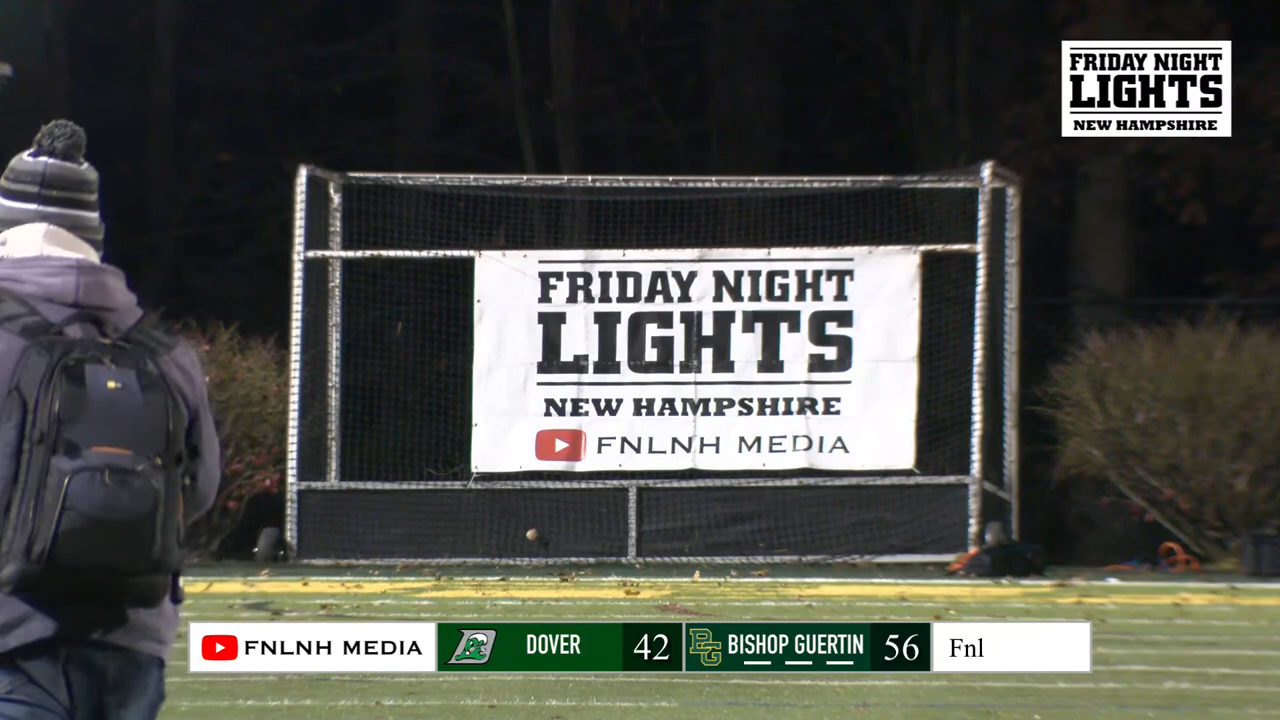 FRIDAY NIGHT
LIGHTS
NEW HAMPSHIRE
FRIDAY NIGHT
LIGHTS
NEW HAMPSHIRE
FNLNH MEDIA
FNLNH MEDIA DOVER 42 BG BISHOP GUERTIN 56 Fnl